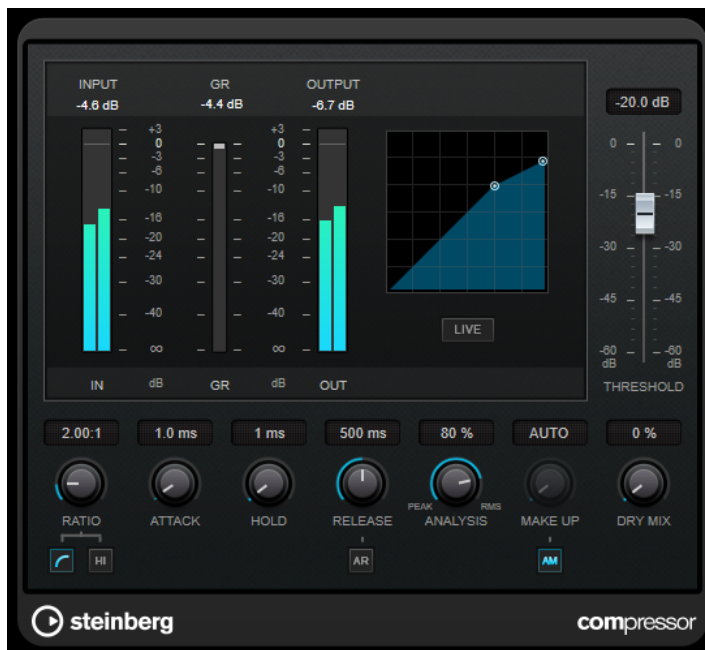 INPUT GR OUTPUT
-4.6 dB -4.4 dB -6.7 dB
-20.0 dB
+3 +3
0 0
-3 -3
-6 -6
-10 -10
-16 -16
-20 -20
-24 -24
-30 -30
-40 -40
∞ ∞
IN dB GR dB OUT
LIVE
0 0
-15 -15
-30 -30
-45 -45
-60 -60
dB dB
THRESHOLD
2.00:1 1.0 ms 1 ms 500 ms 80 % AUTO 0 %
PEAK RMS
RATIO ATTACK HOLD RELEASE ANALYSIS MAKE UP DRY MIX
HI AR AM
steinberg compressor